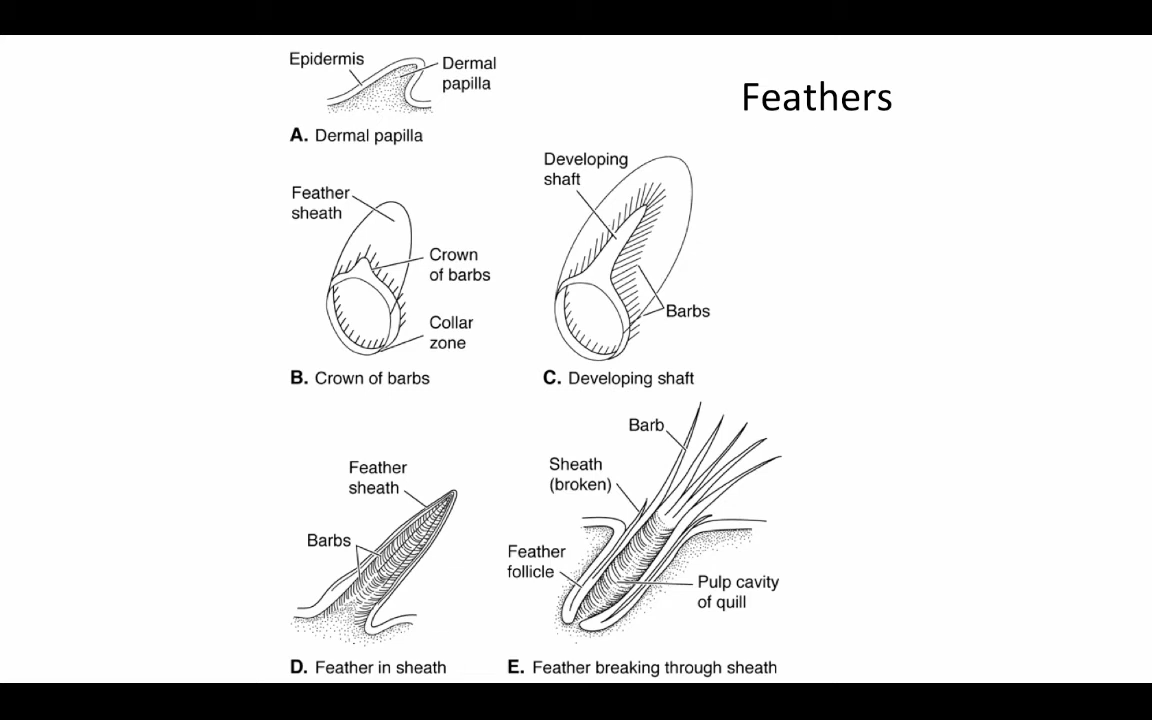 Feathers
Epidermis
Dermal
papilla
A. Dermal papilla
Feather
sheath
Crown
of barbs
Collar
zone
B. Crown of barbs
Developing
shaft
Barbs
C. Developing shaft
Feather
sheath
Barbs
D. Feather in sheath
Barb
Sheath
(broken)
Feather
follicle
Pulp cavity
of quill
E. Feather breaking through sheath